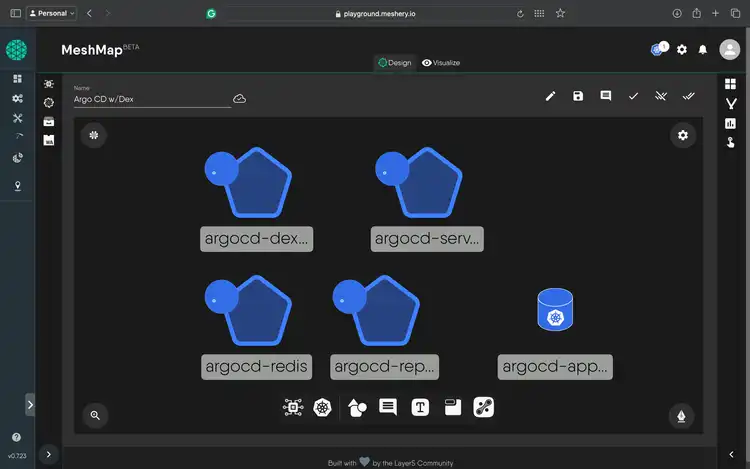 Personal
playground.meshery.io
MeshMap BETA
1
Design
Visualize
Name
Argo CD w/Dex
argocd-dex...
argocd-serv...
argocd-redis
argocd-rep...
argocd-app...
T
v0.723
Built with by the Layer5 Community